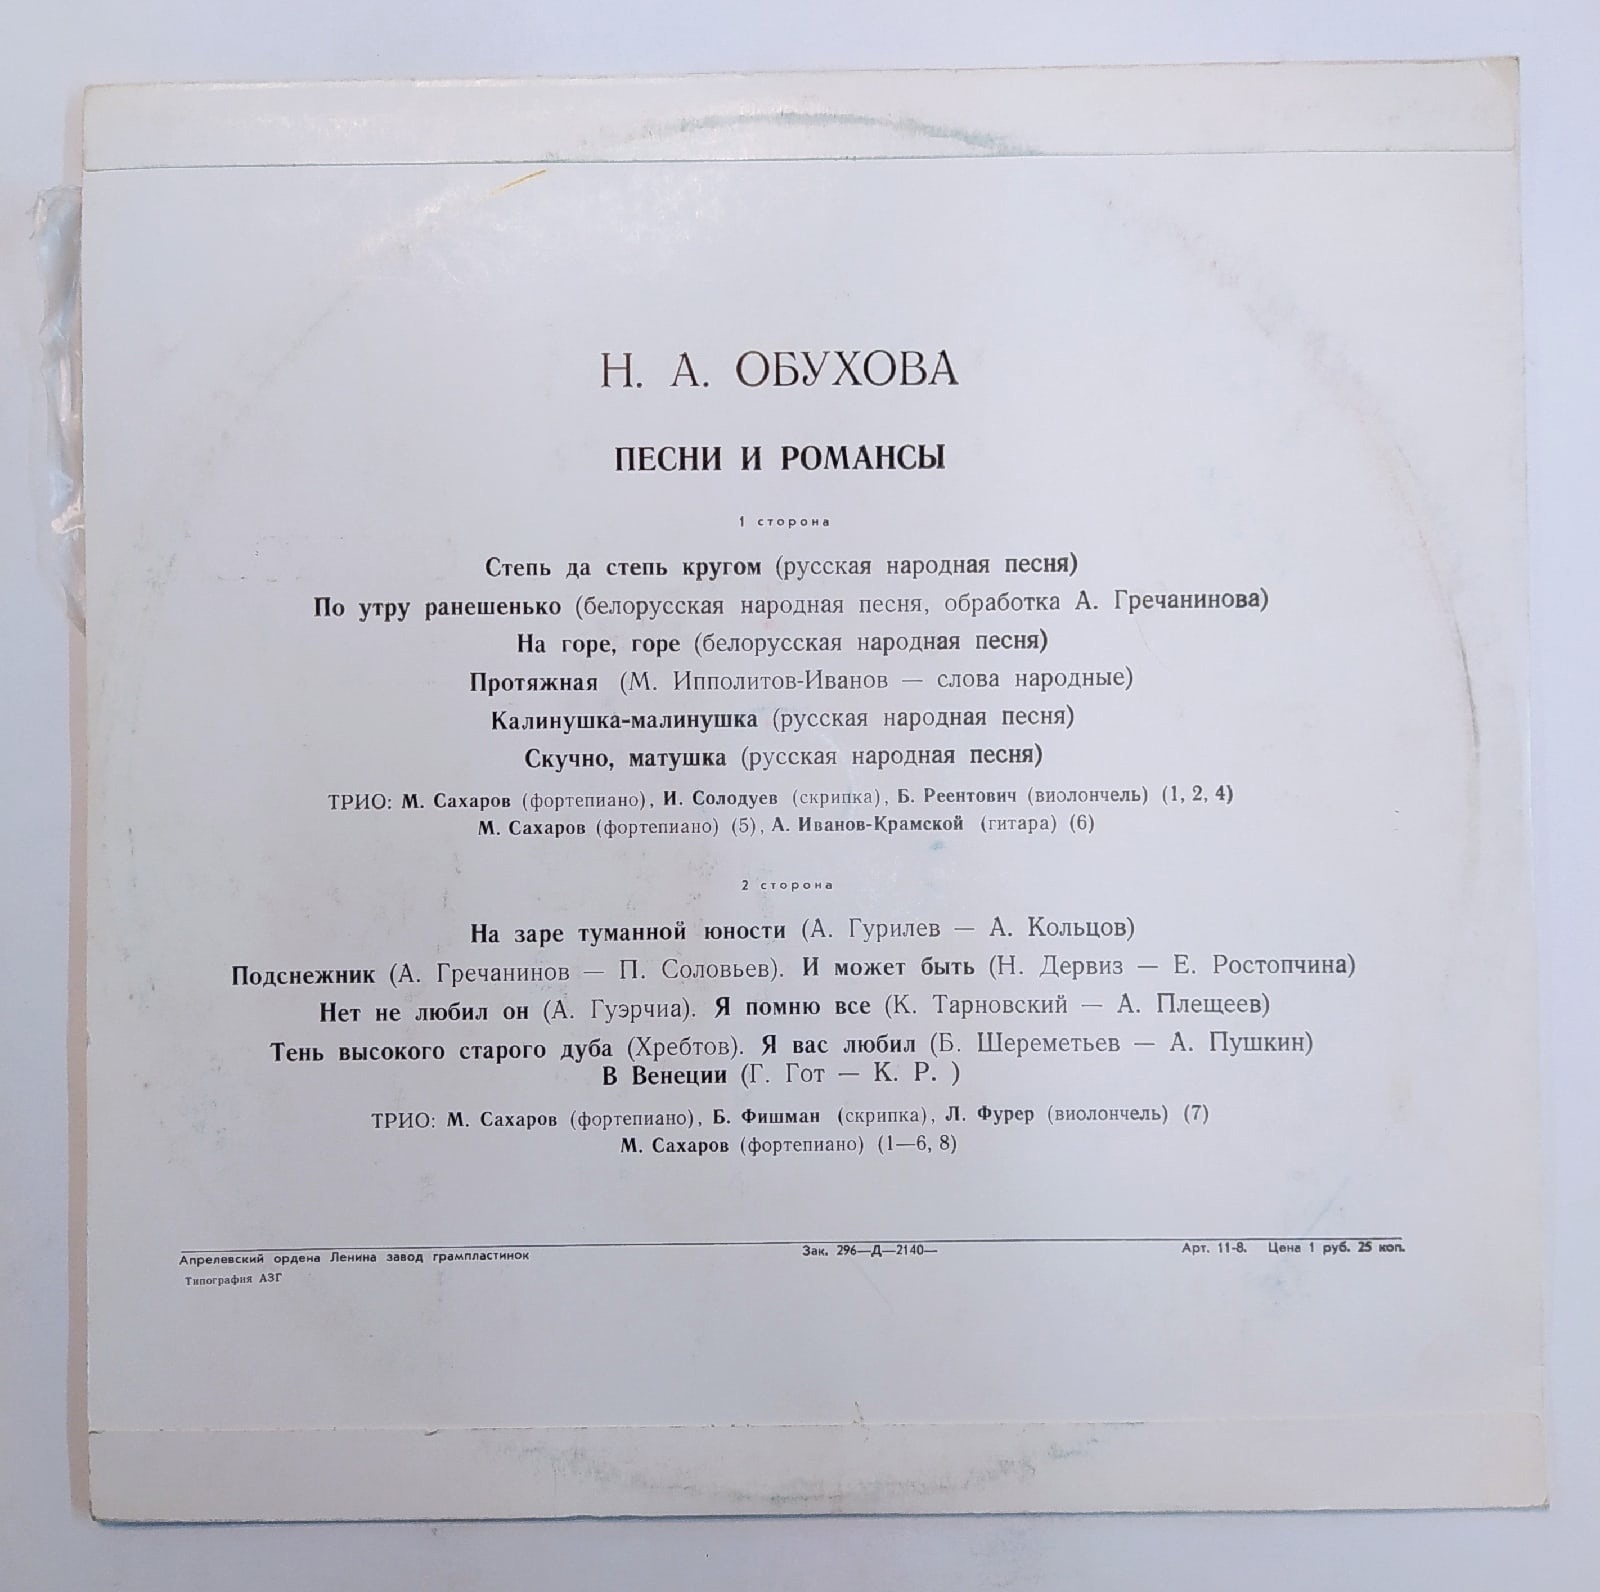 Н. А. ОБУХОВА
ПЕСНИ И РОМАНСЫ
1 сторона
Степь да степь кругом (русская народная песня)
По утру ранешенько (белорусская народная песня, обработка А. Гречанинова)
На горе, горе (белорусская народная песня)
Протяжная (М. Ипполитов-Иванов — слова народные)
Калинушка-малинушка (русская народная песня)
Скучно, матушка (русская народная песня)
ТРИО: М. Сахаров (фортепиано), И. Солодуев (скрипка), Б. Реентович (виолончель) (1, 2, 4)
М. Сахаров (фортепиано) (5), А. Иванов-Крамской (гитара) (6)
2 сторона
На заре туманной юности (А. Гурилев — А. Кольцов)
Подснежник (А. Гречанинов — П. Соловьев). И может быть (Н. Дервиз — Е. Ростопчина)
Нет не любил он (А. Гуэрчиа). Я помню все (К. Тарновский — А. Плещеев)
Тень высокого старого дуба (Хребтов). Я вас любил (Б. Шереметьев — А. Пушкин)
В Венеции (Г. Гот — К. Р. )
ТРИО: М. Сахаров (фортепиано), Б. Фишман (скрипка), Л. Фурер (виолончель) (7)
М. Сахаров (фортепиано) (1—6, 8)
Апрелевский ордена Ленина завод грампластинок Зак. 296—Д—2140— Арт. 11-8. Цена 1 руб. 25 коп.
Типография АЗГ